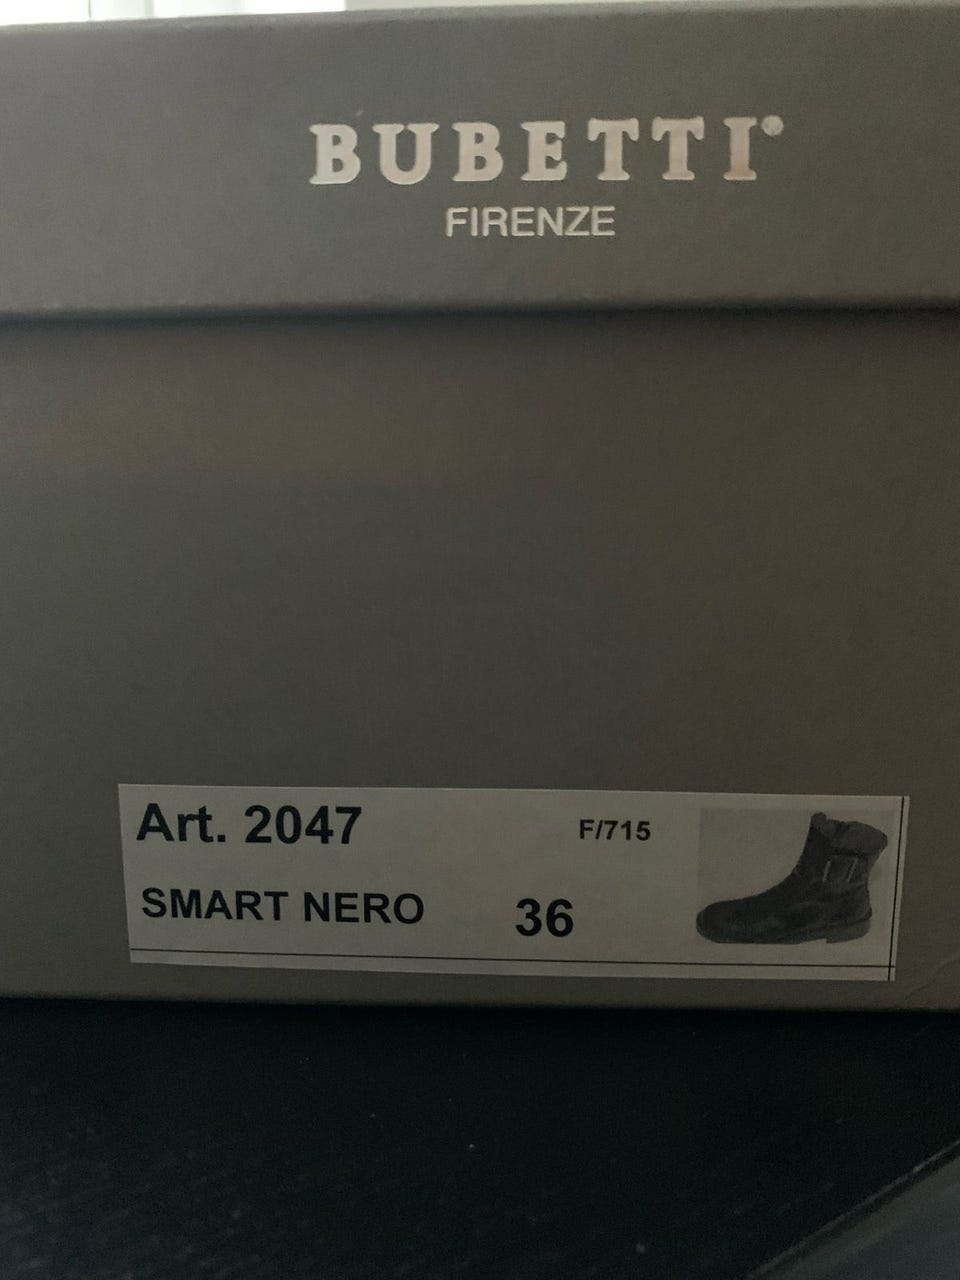 BUBETTI®
FIRENZE
Art. 2047
F/715
SMART NERO
36